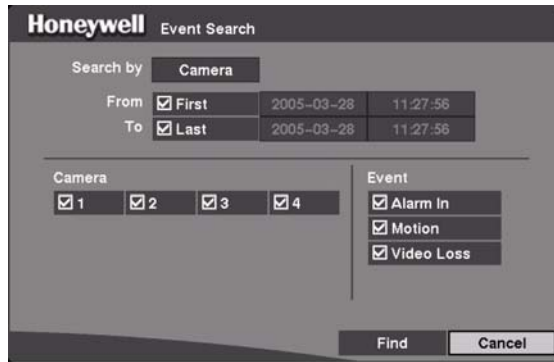 Honeywell Event Search
Search by Camera
From First 2005-03-28 11:27:56
To Last 2005-03-28 11:27:56
Camera
1 2 3 4
Event
Alarm In
Motion
Video Loss
Find Cancel